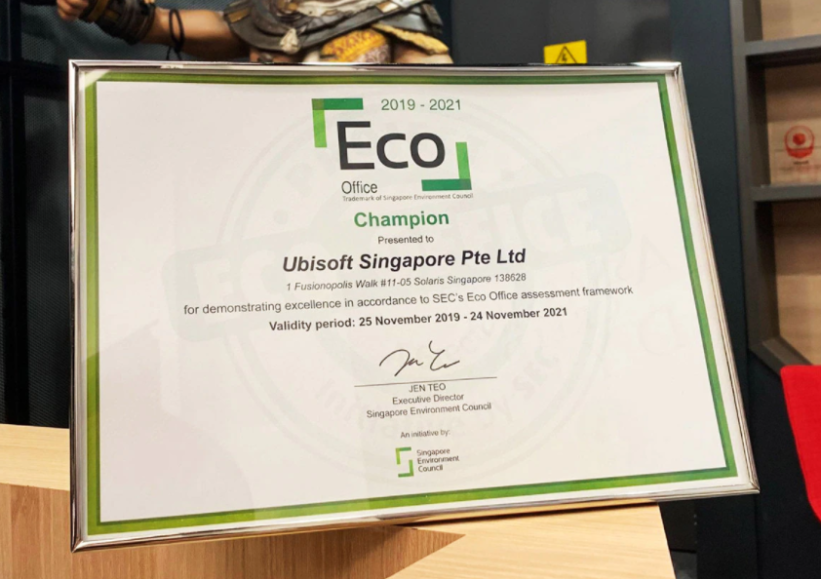 2019 - 2021
Eco
Office
Trademark of Singapore Environment Council
Champion
Presented to
Ubisoft Singapore Pte Ltd
1 Fusionopolis Walk #11-05 Solaris Singapore 138628
for demonstrating excellence in accordance to SEC's Eco Office assessment framework
Validity period: 25 November 2019 - 24 November 2021
JEN TEO
Executive Director
Singapore Environment Council
An initiative by:
Singapore
Environment
Council